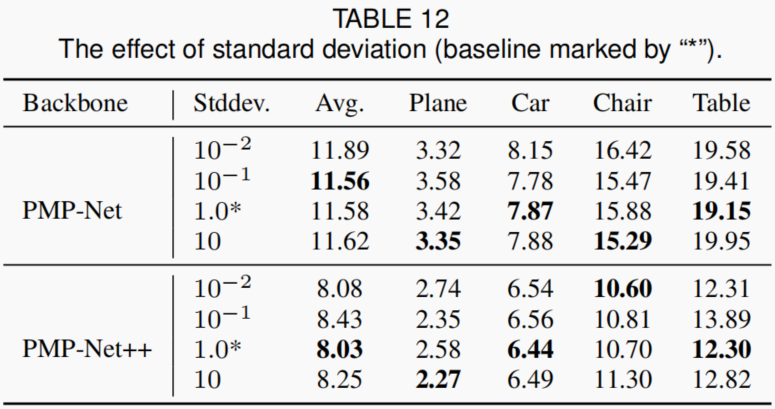 TABLE 12
The effect of standard deviation (baseline marked by “*”).
Backbone Stddev. Avg. Plane Car Chair Table
10⁻² 11.89 3.32 8.15 16.42 19.58
10⁻¹ 11.56 3.58 7.78 15.47 19.41
PMP-Net 1.0* 11.58 3.42 7.87 15.88 19.15
10 11.62 3.35 7.88 15.29 19.95
10⁻² 8.08 2.74 6.54 10.60 12.31
10⁻¹ 8.43 2.35 6.56 10.81 13.89
PMP-Net++ 1.0* 8.03 2.58 6.44 10.70 12.30
10 8.25 2.27 6.49 11.30 12.82